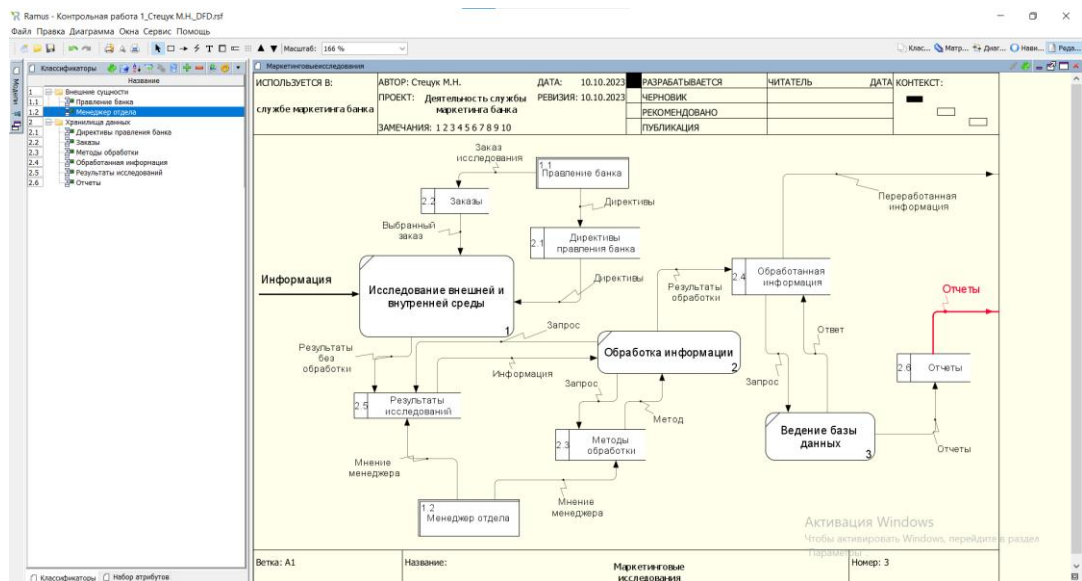 Ramus - Контрольная работа 1_Стецук М.Н._DFD.rsf
Файл Правка Диаграмма Окна Сервис Помощь
Масштаб: 166 %
Клас... Матр... Диаг... Нави... Реда...
Классификаторы
Название
1 Внешние сущности
1.1 Правление банка
1.2 Менеджер отдела
2 Хранилища данных
2.1 Директивы правления банка
2.2 Заказы
2.3 Методы обработки
2.4 Обработанная информация
2.5 Результаты исследований
2.6 Отчеты
Модели
Классификаторы Набор атрибутов
Маркетинговыеисследования
ИСПОЛЬЗУЕТСЯ В:
службе маркетинга банка
АВТОР: Стецук М.Н.
ДАТА: 10.10.2023
ПРОЕКТ: Деятельность службы
маркетинга банка
РЕВИЗИЯ: 10.10.2023
ЗАМЕЧАНИЯ: 1 2 3 4 5 6 7 8 9 10
РАЗРАБАТЫВАЕТСЯ
ЧЕРНОВИК
РЕКОМЕНДОВАНО
ПУБЛИКАЦИЯ
ЧИТАТЕЛЬ
ДАТА
КОНТЕКСТ:
Заказ
исследования
1.1
Правление банка
2.2 Заказы
Директивы
Выбранный
заказ
2.1 Директивы
правления банка
Переработанная
информация
Информация
Исследование внешней и
внутренней среды
1
Директивы
Результаты
обработки
2.4 Обработанная
информация
Отчеты
Запрос
Ответ
Результаты
без
обработки
Обработка информации
2
Информация
Запрос
Запрос
2.6 Отчеты
2.5 Результаты
исследований
Метод
2.3 Методы
обработки
Ведение базы
данных
3
Отчеты
Мнение
менеджера
Мнение
менеджера
1.2
Менеджер отдела
Активация Windows
Чтобы активировать Windows, перейдите в раздел
"Параметры".
Ветка: A1
Название:
Маркетинговые
исследования
Номер: 3